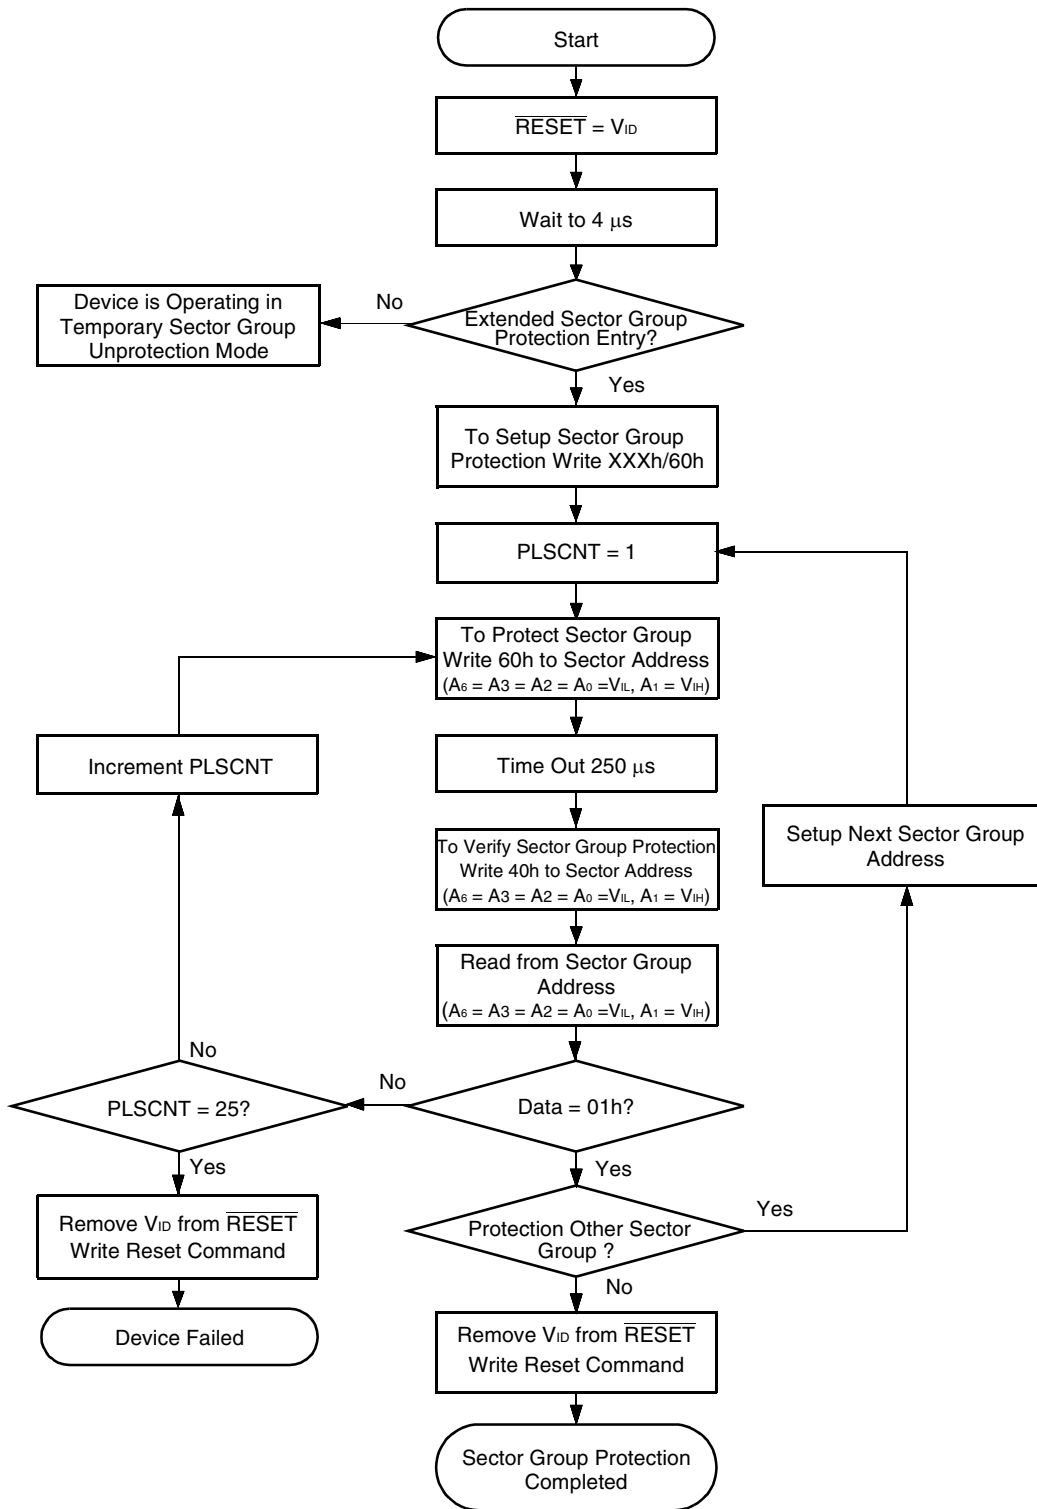 Start
RESET = VID
Wait to 4 μs
No
Device is Operating in
Temporary Sector Group
Unprotection Mode
Extended Sector Group
Protection Entry?
Yes
To Setup Sector Group
Protection Write XXXh/60h
PLSCNT = 1
To Protect Sector Group
Write 60h to Sector Address
(A6 = A3 = A2 = A0 =VIL, A1 = VIH)
Increment PLSCNT
Time Out 250 μs
To Verify Sector Group Protection
Write 40h to Sector Address
(A6 = A3 = A2 = A0 =VIL, A1 = VIH)
Setup Next Sector Group
Address
Read from Sector Group
Address
(A6 = A3 = A2 = A0 =VIL, A1 = VIH)
No
No
PLSCNT = 25?
Data = 01h?
Yes
Yes
Remove VID from RESET
Write Reset Command
Protection Other Sector
Group ?
Yes
No
Device Failed
Remove VID from RESET
Write Reset Command
Sector Group Protection
Completed